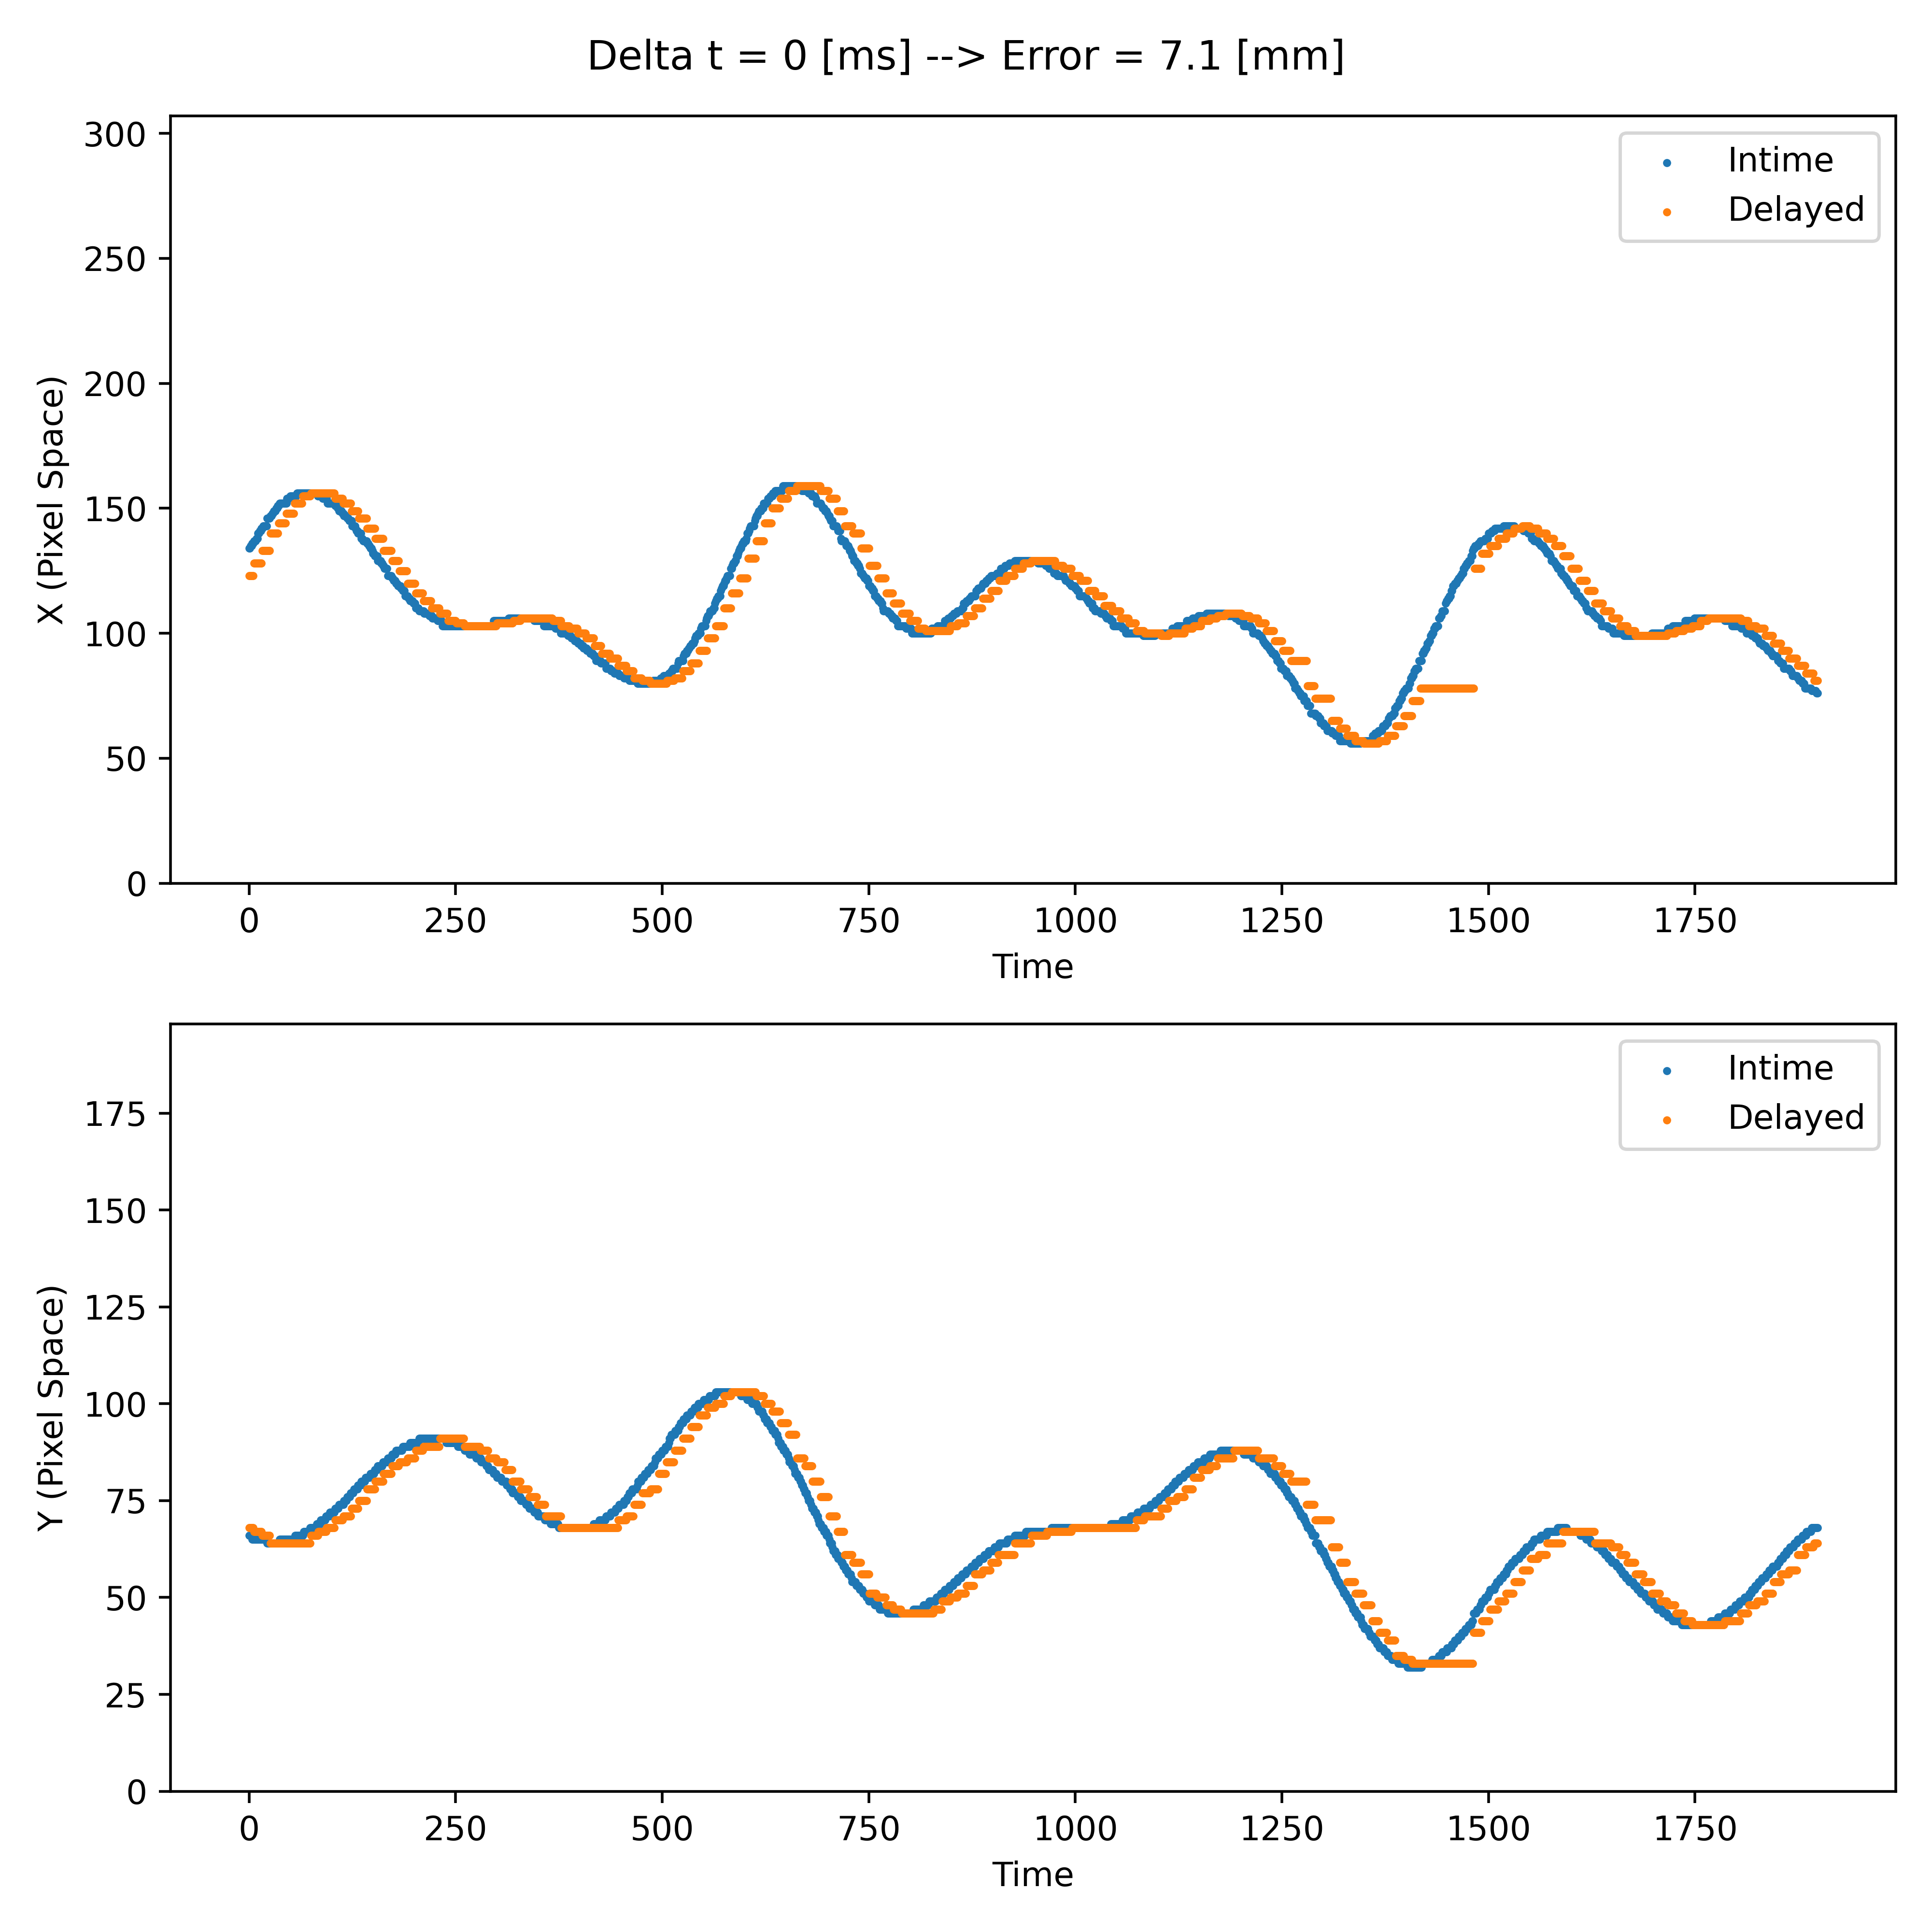 Delta t = 0 [ms] --> Error = 7.1 [mm]
300
250
200
150
100
50
0
X (Pixel Space)
Intime
Delayed
0 250 500 750 1000 1250 1500 1750
Time
175
150
125
100
75
50
25
0
Y (Pixel Space)
Intime
Delayed
0 250 500 750 1000 1250 1500 1750
Time